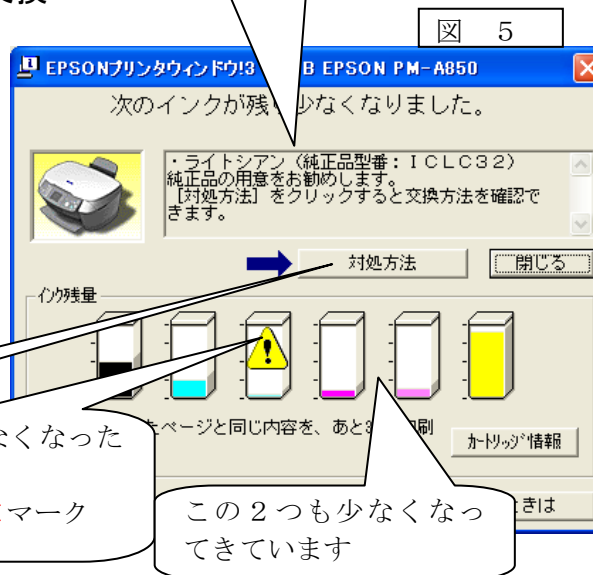 図 5
EPSONプリンタウィンドウ!3
B EPSON PM-A850
次のインクが残り少なくなりました。
・ライトシアン（純正品型番：ＩＣＬＣ３２）
純正品の用意をお勧めします。
［対処方法］をクリックすると交換方法を確認で
きます。
対処方法
閉じる
インク残量
ページと同じ内容を、あと
刷
カートリッジ情報
なくなった
マーク
この２つも少なくなっ
てきています
ときは